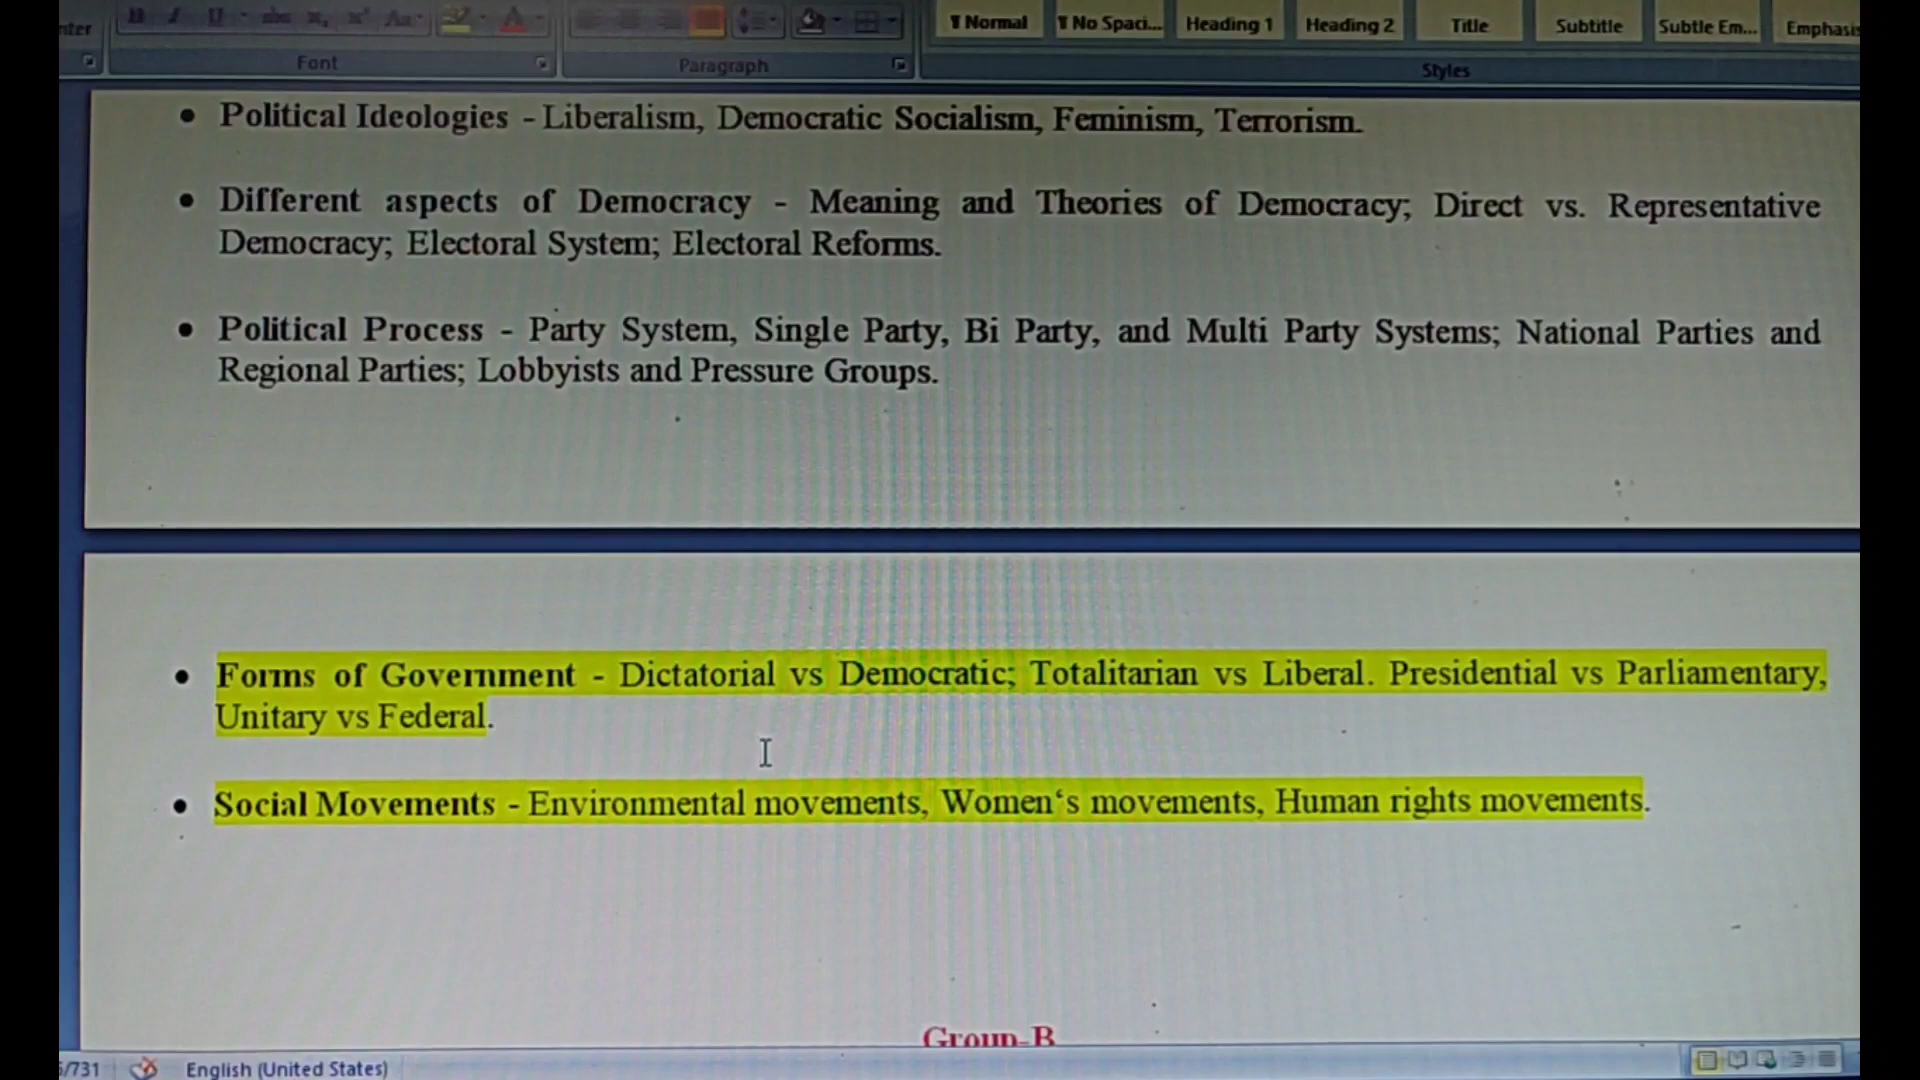 Normal
No Spaci...
Heading 1
Heading 2
Title
Subtitle
Subtle Em...
Font
Paragraph
Styles
• Political Ideologies - Liberalism, Democratic Socialism, Feminism, Terrorism.
• Different aspects of Democracy - Meaning and Theories of Democracy; Direct vs. Representative
Democracy; Electoral System; Electoral Reforms.
• Political Process - Party System, Single Party, Bi Party, and Multi Party Systems; National Parties and
Regional Parties; Lobbyists and Pressure Groups.
• Forms of Government - Dictatorial vs Democratic; Totalitarian vs Liberal. Presidential vs Parliamentary,
Unitary vs Federal.
• Social Movements - Environmental movements, Women‘s movements, Human rights movements.
Group-B
/731
English (United States)